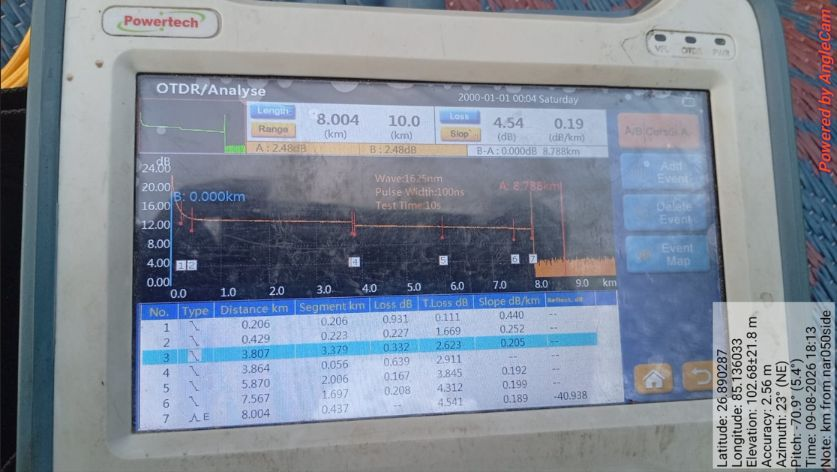 Powertech
VFL OTDR PWR
OTDR/Analyse
2000-01-01 00:04 Saturday
Length
Range
8.004
(km)
10.0
(km)
Loss
Slop
4.54
(dB)
0.19
(dB/km)
A : 2.48dB
B : 2.48dB
B-A : 0.000dB 8.788km
A/B Cursor A
Add
Event
Delete
Event
Event
Map
dB
24.00
20.00
16.00
12.00
8.00
4.00
0.00
B: 0.000km
Wave:1625nm
Pulse Width:100ns
Test Time:10s
A: 8.788km
1 2 4 5 6 7
0.0 1.0 2.0 3.0 4.0 5.0 6.0 7.0 8.0 9.0 km
No. Type Distance km Segment km Loss dB T.Loss dB Slope dB/km Reflect. dB
1 0.206 0.206 0.931 0.111 0.440 --
2 0.429 0.223 0.227 1.669 0.252 --
3 3.807 3.379 0.332 2.623 0.205 --
4 3.864 0.056 0.639 2.911 -- --
5 5.870 2.006 0.167 3.845 0.192 --
6 7.567 1.697 0.208 4.312 0.199 --
7 E 8.004 0.437 -- 4.541 0.189 -40.938
Powered by AngleCam
Latitude: 26.890287
Longitude: 85.136033
Elevation: 102.68±21.8 m
Accuracy: 2.56 m
Azimuth: 23° (NE)
Pitch: -70.9° (5.4°)
Time: 09-08-2026 18:13
Note: km from nar050side